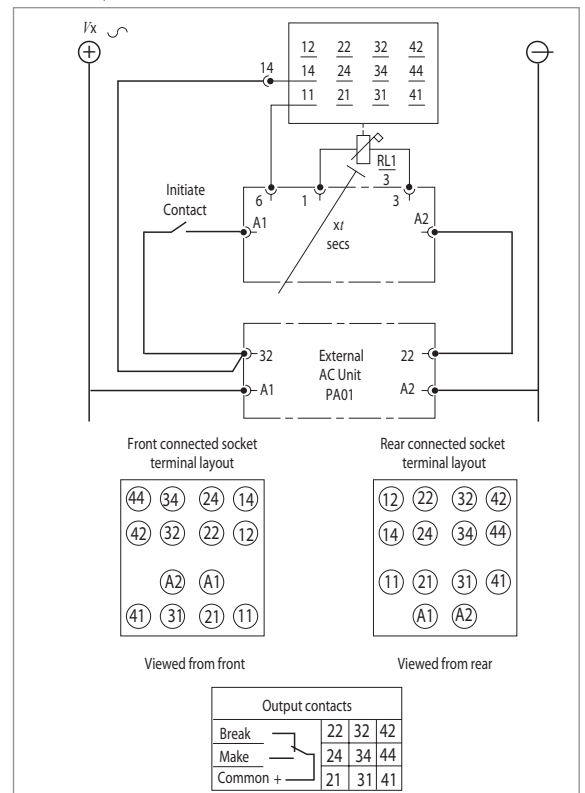 Vx
12 22 32 42
14 24 34 44
11 21 31 41
14
RL1
3
6 1 3
Initiate
Contact
A1
xt
secs
A2
32
External
AC Unit
PA01
22
A1
A2
Front connected socket
terminal layout
Rear connected socket
terminal layout
44 34 24 14
42 32 22 12
A2 A1
41 31 21 11
12 22 32 42
14 24 34 44
11 21 31 41
A1 A2
Viewed from front
Viewed from rear
Output contacts
Break 22 32 42
Make 24 34 44
Common + 21 31 41